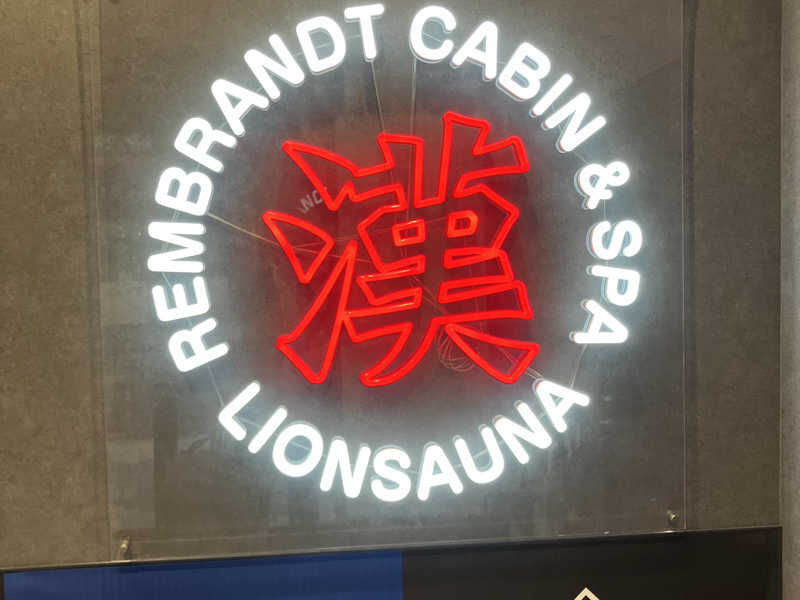 REMBRANDT CABIN & SPA
漢
LIONSAUNA